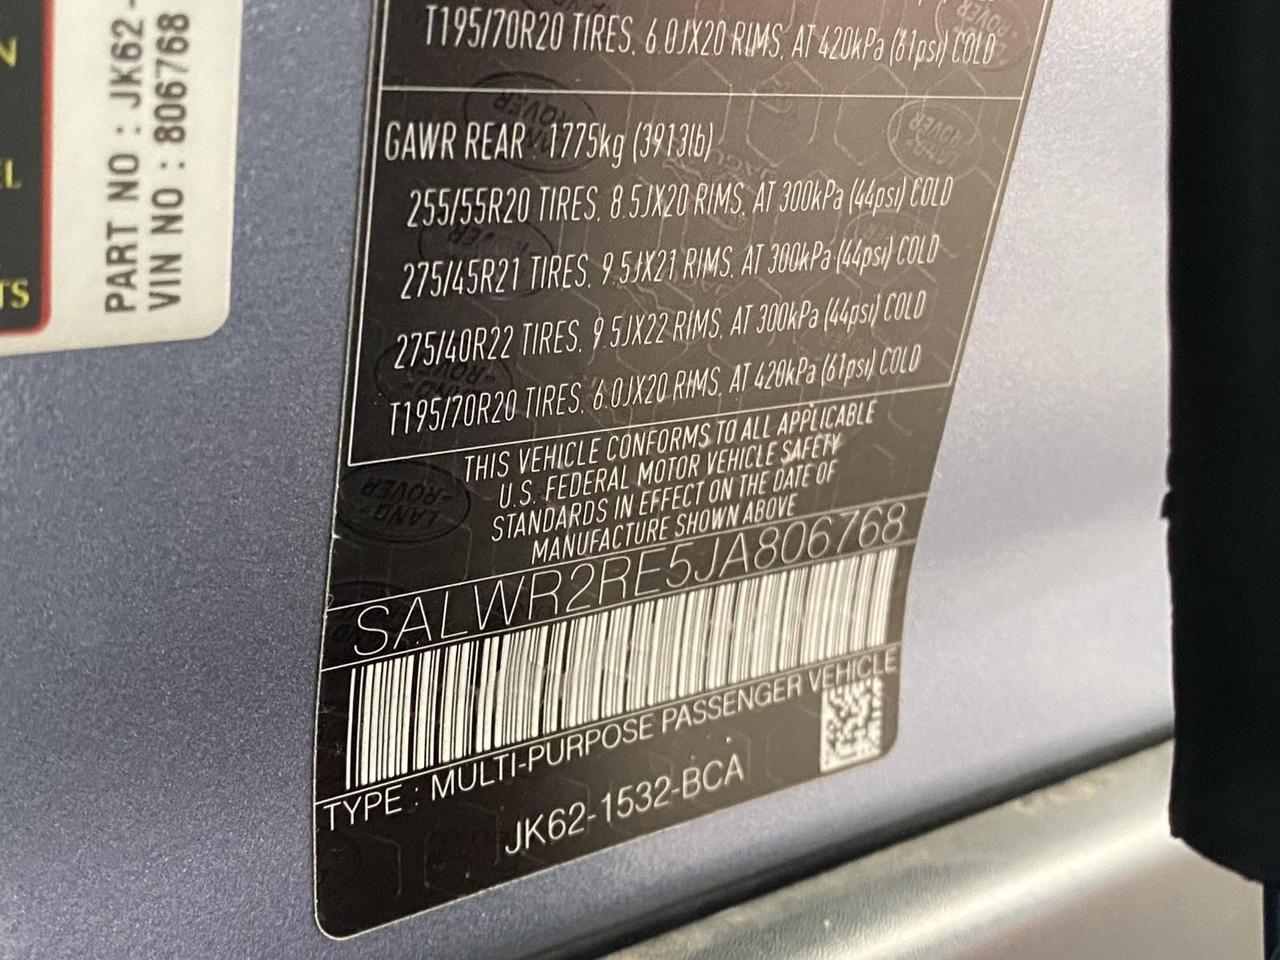 N
EL
TS
PART NO : JK62-
VIN NO : 806768
T195/70R20 TIRES, 6.0JX20 RIMS, AT 420kPa (61psi) COLD
GAWR REAR : 1775kg (3913lb)
255/55R20 TIRES, 8.5JX20 RIMS, AT 300kPa (44psi) COLD
275/45R21 TIRES, 9.5JX21 RIMS, AT 300kPa (44psi) COLD
275/40R22 TIRES, 9.5JX22 RIMS, AT 300kPa (44psi) COLD
T195/70R20 TIRES, 6.0JX20 RIMS, AT 420kPa (61psi) COLD
THIS VEHICLE CONFORMS TO ALL APPLICABLE
U.S. FEDERAL MOTOR VEHICLE SAFETY
STANDARDS IN EFFECT ON THE DATE OF
MANUFACTURE SHOWN ABOVE
SALWR2RE5JA806768
TYPE : MULTI-PURPOSE PASSENGER VEHICLE
JK62-1532-BCA
LAND
ROVER